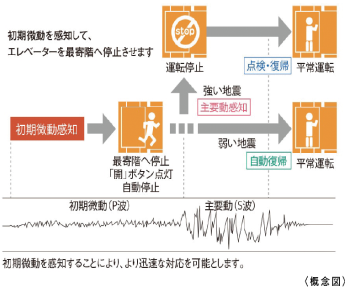 初期微動を感知して、
エレベーターを最寄階へ停止させます
stop
運転停止
点検・復帰
平常運転
強い地震
主要動感知
初期微動感知
最寄階へ停止
「開」ボタン点灯
自動停止
弱い地震
自動復帰
平常運転
初期微動(P波)
主要動(S波)
初期微動を感知することにより、より迅速な対応を可能とします。
(概念図)